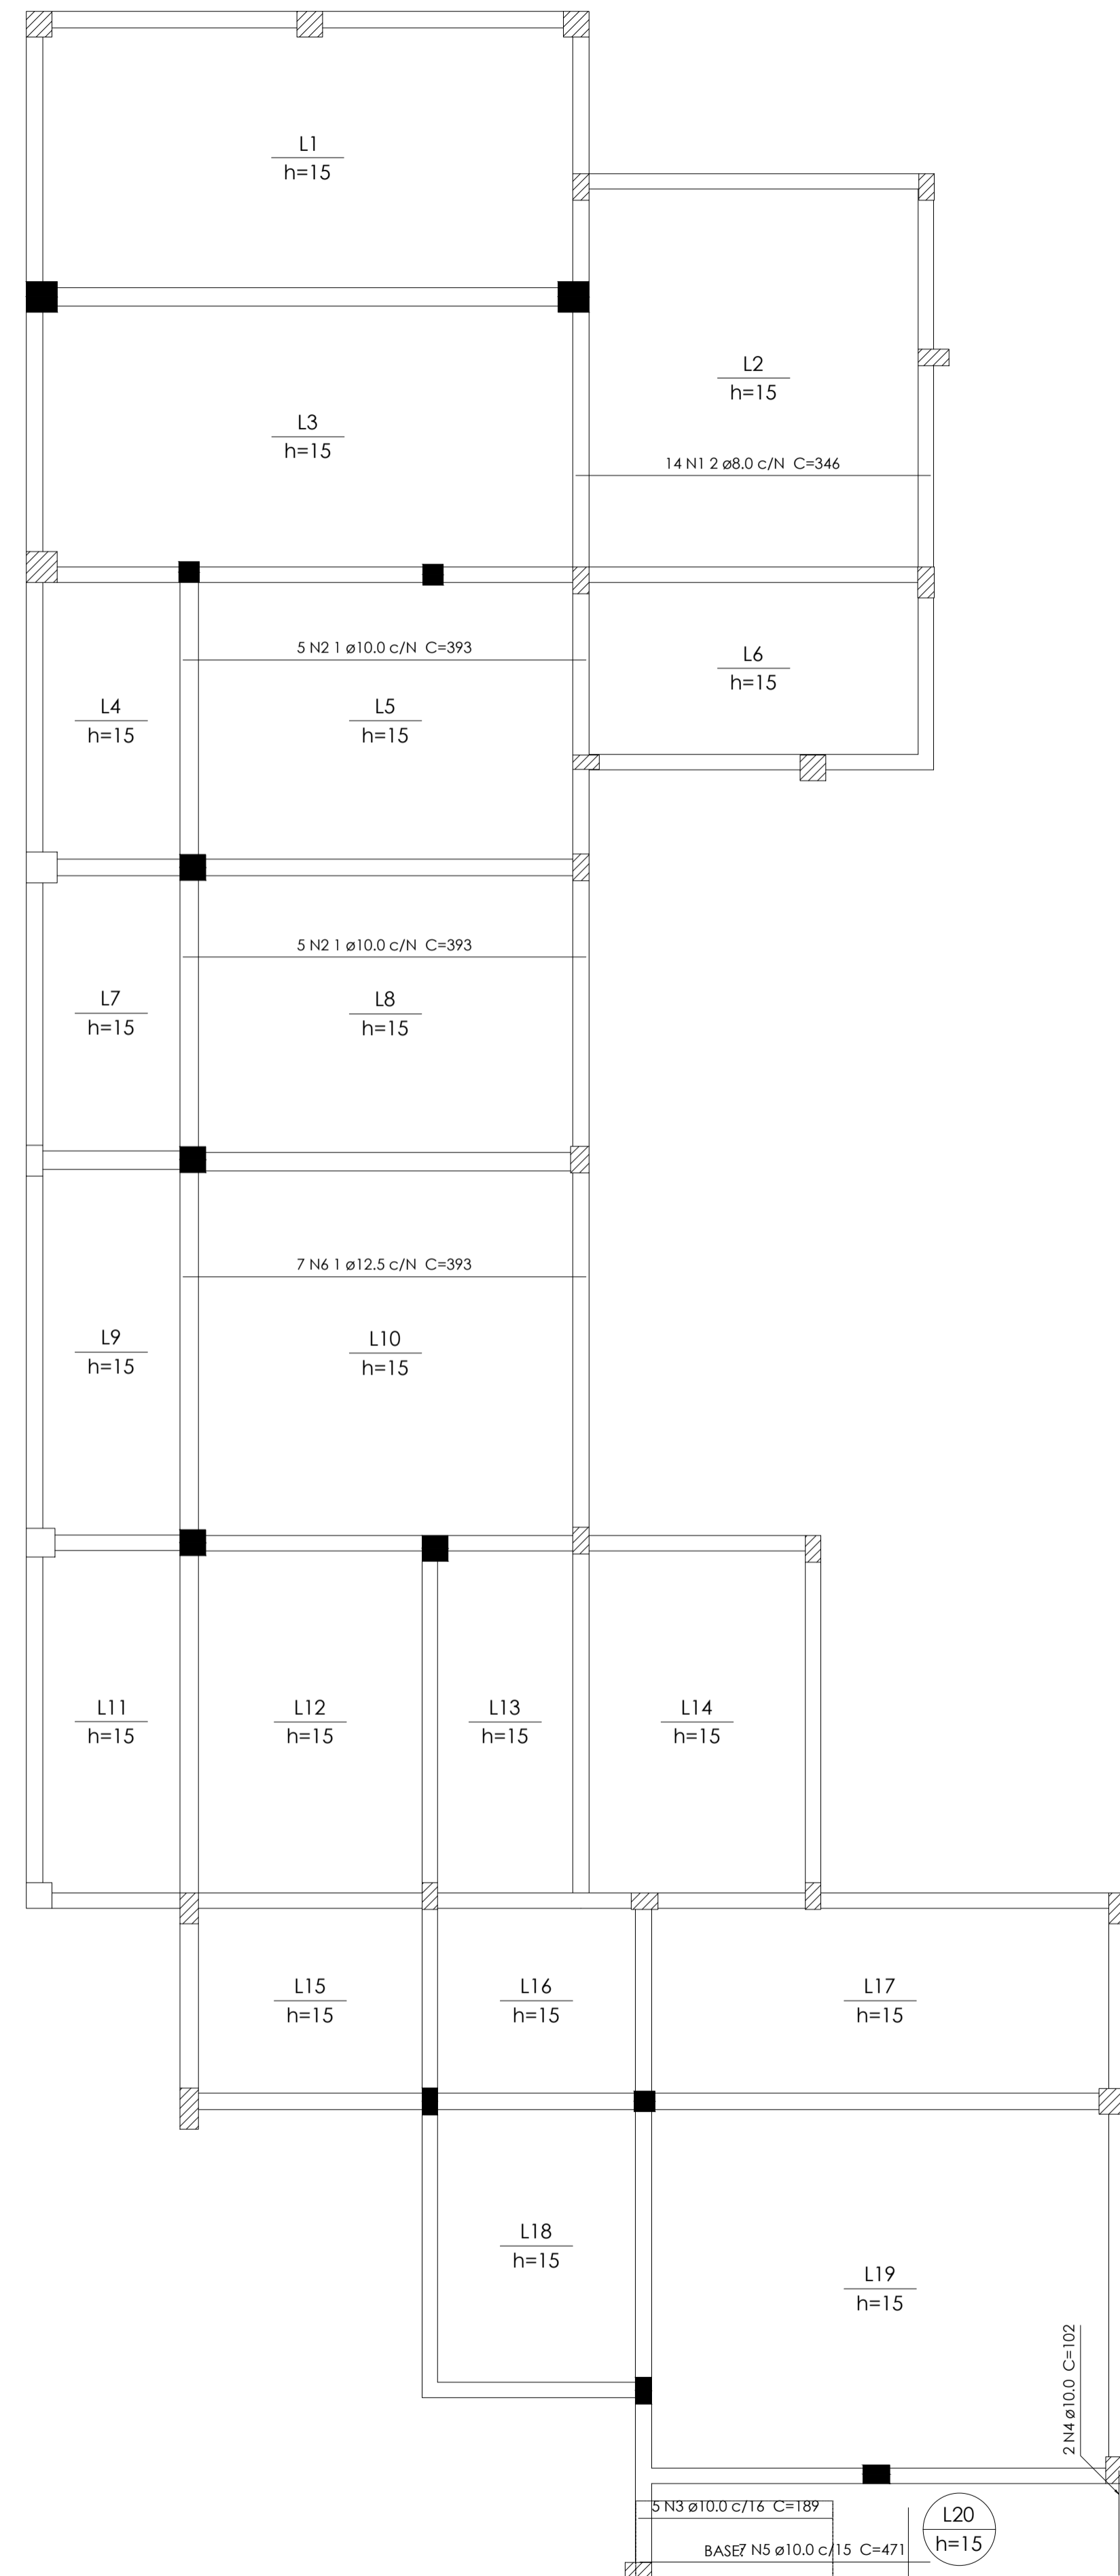 L1
h=15
L2
h=15
L3
h=15
14 N1 2 ø8.0 c/N C=346
5 N2 1 ø10.0 c/N C=393
L6
h=15
L4
h=15
L5
h=15
5 N2 1 ø10.0 c/N C=393
L7
h=15
L8
h=15
7 N6 1 ø12.5 c/N C=393
L9
h=15
L10
h=15
L11
h=15
L12
h=15
L13
h=15
L14
h=15
L15
h=15
L16
h=15
L17
h=15
L18
h=15
L19
h=15
2 N4 ø10.0 C=102
5 N3 ø10.0 c/16 C=189
L20
h=15
BASE
7 N5 ø10.0 c/15 C=471